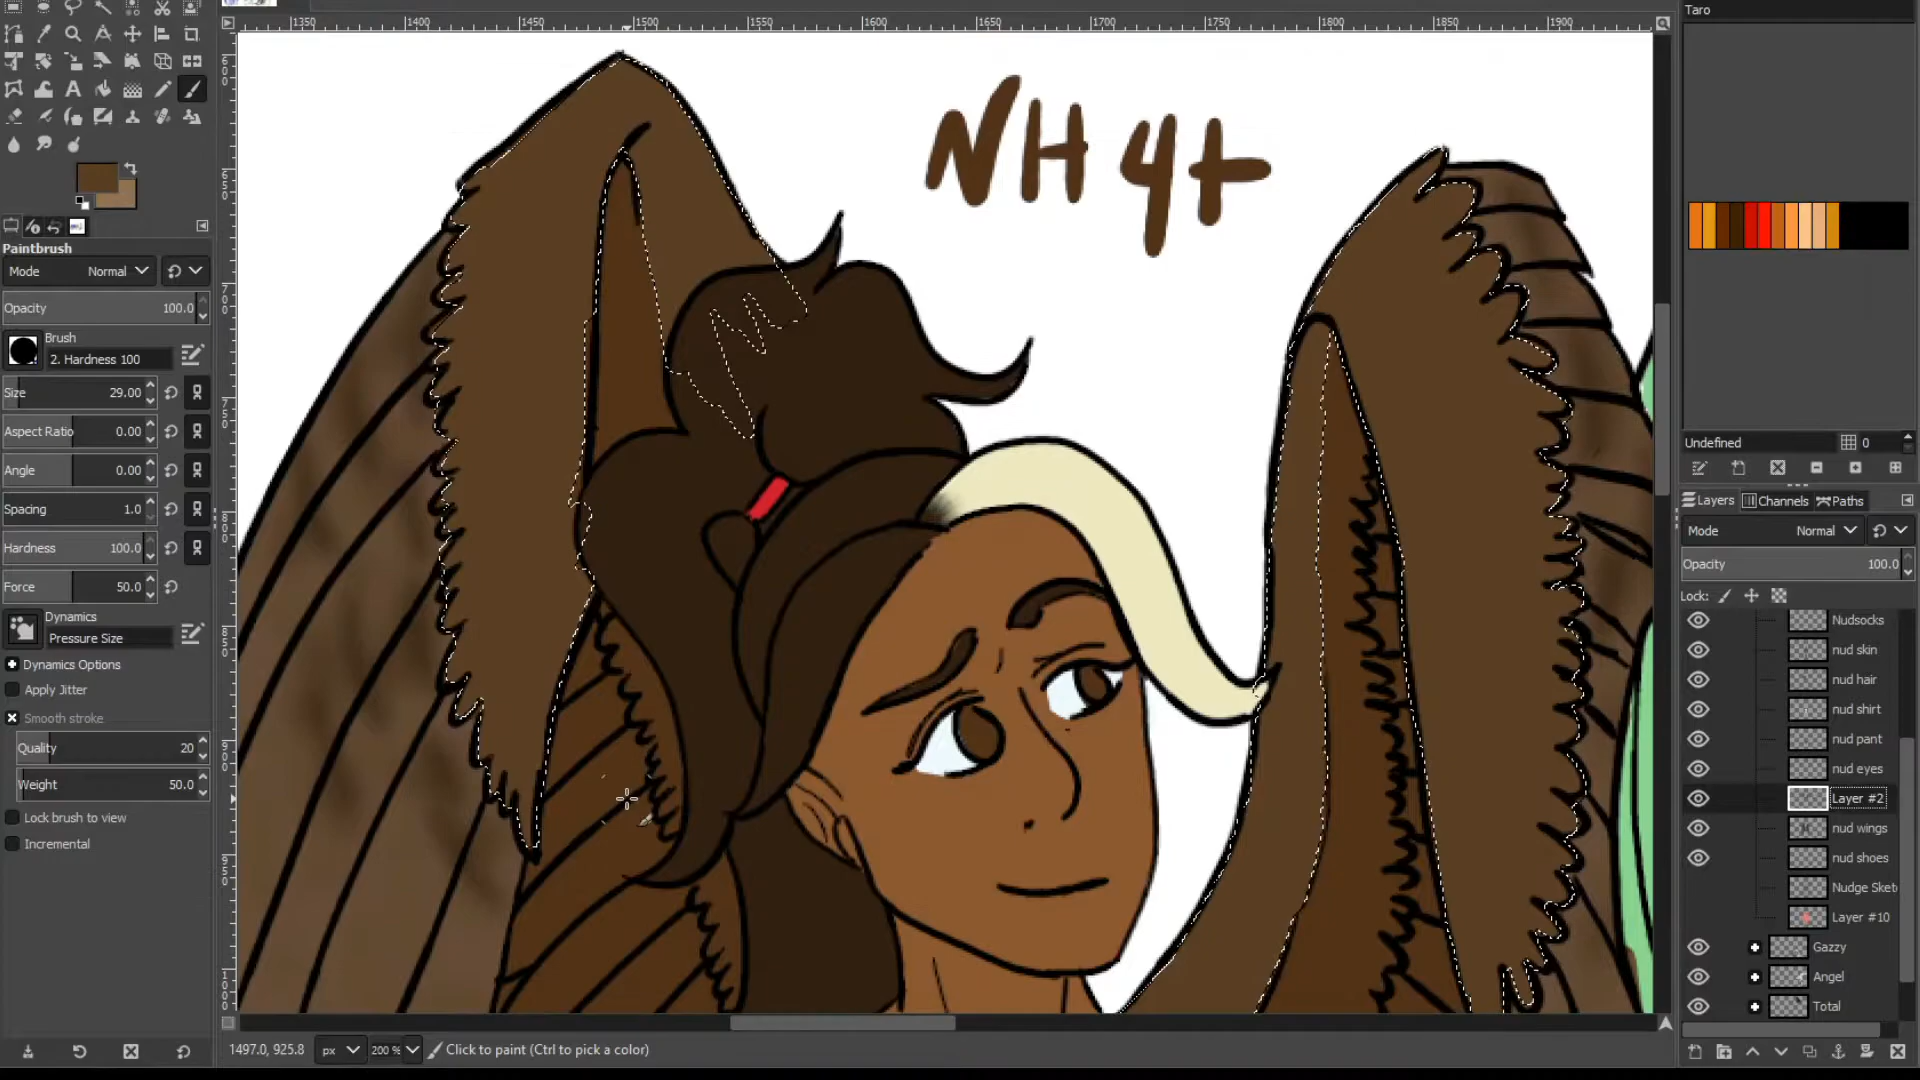 Taro
1350 1400 1450 1500 1550 1600 1650 1700 1750 1800 1850 1900
NH4+
Paintbrush
Mode Normal
Opacity 100.0
Brush
2. Hardness 100
Size 29.00
Aspect Ratio 0.00
Angle 0.00
Spacing 1.0
Hardness 100.0
Force 50.0
Dynamics
Pressure Size
Dynamics Options
Apply Jitter
Smooth stroke
Quality 20
Weight 50.0
Lock brush to view
Incremental
Undefined 0
Layers Channels Paths
Mode Normal
Opacity 100.0
Lock:
Nudsocks
nud skin
nud hair
nud shirt
nud pant
nud eyes
Layer #2
nud wings
nud shoes
Nudge Sket
Layer #10
Gazzy
Angel
Total
1497.0, 925.8 px 200 % Click to paint (Ctrl to pick a color)